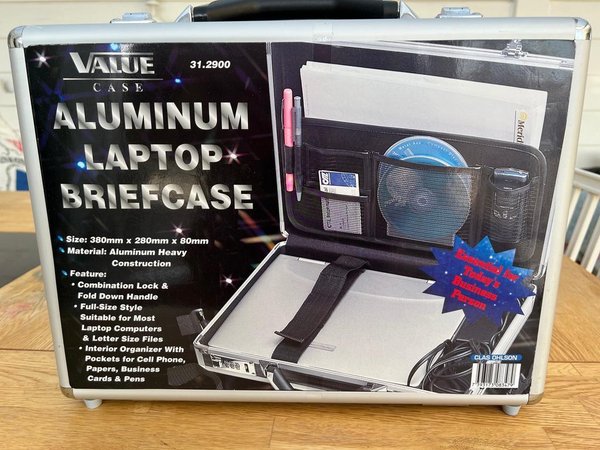 VALUE
CASE
31.2900
ALUMINUM
LAPTOP
BRIEFCASE
Size: 380mm x 280mm x 80mm
Material: Aluminum Heavy
Construction
Feature:
• Combination Lock &
Fold Down Handle
• Full-Size Style
Suitable for Most
Laptop Computers
& Letter Size Files
• Interior Organizer With
Pockets for Cell Phone,
Papers, Business
Cards & Pens
Essential for
Today's
Business
Person
CLAS OHLSON